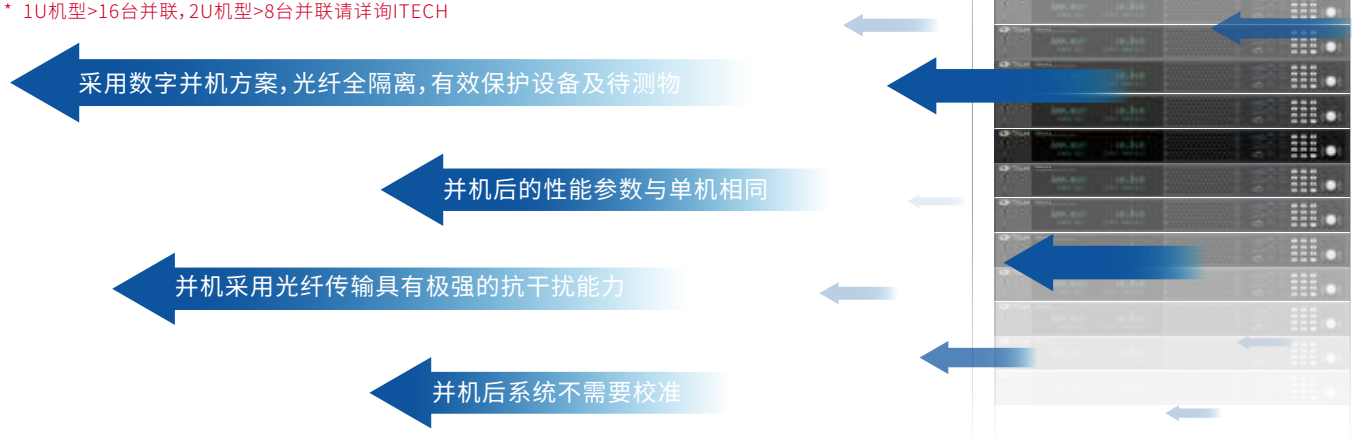 * 1U机型>16台并联，2U机型>8台并联请详询ITECH
采用数字并机方案，光纤全隔离，有效保护设备及待测物
并机后的性能参数与单机相同
并机采用光纤传输具有极强的抗干扰能力
并机后系统不需要校准